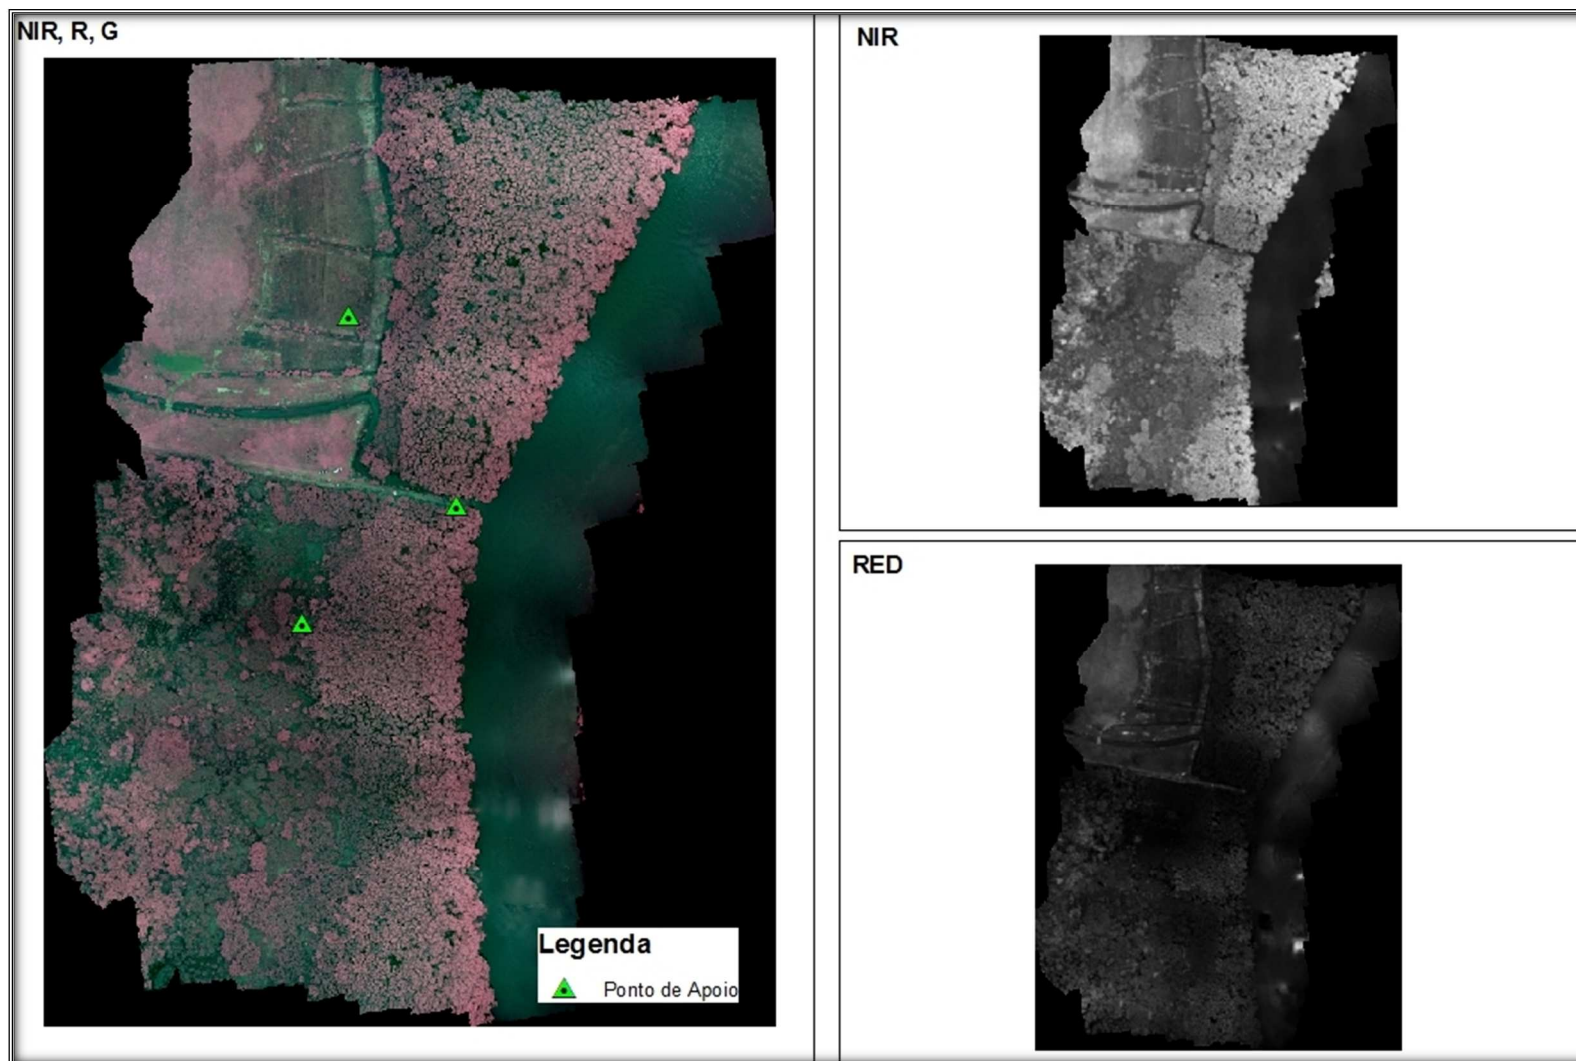 NIR, R, G
Legenda
Ponto de Apoio
NIR
RED